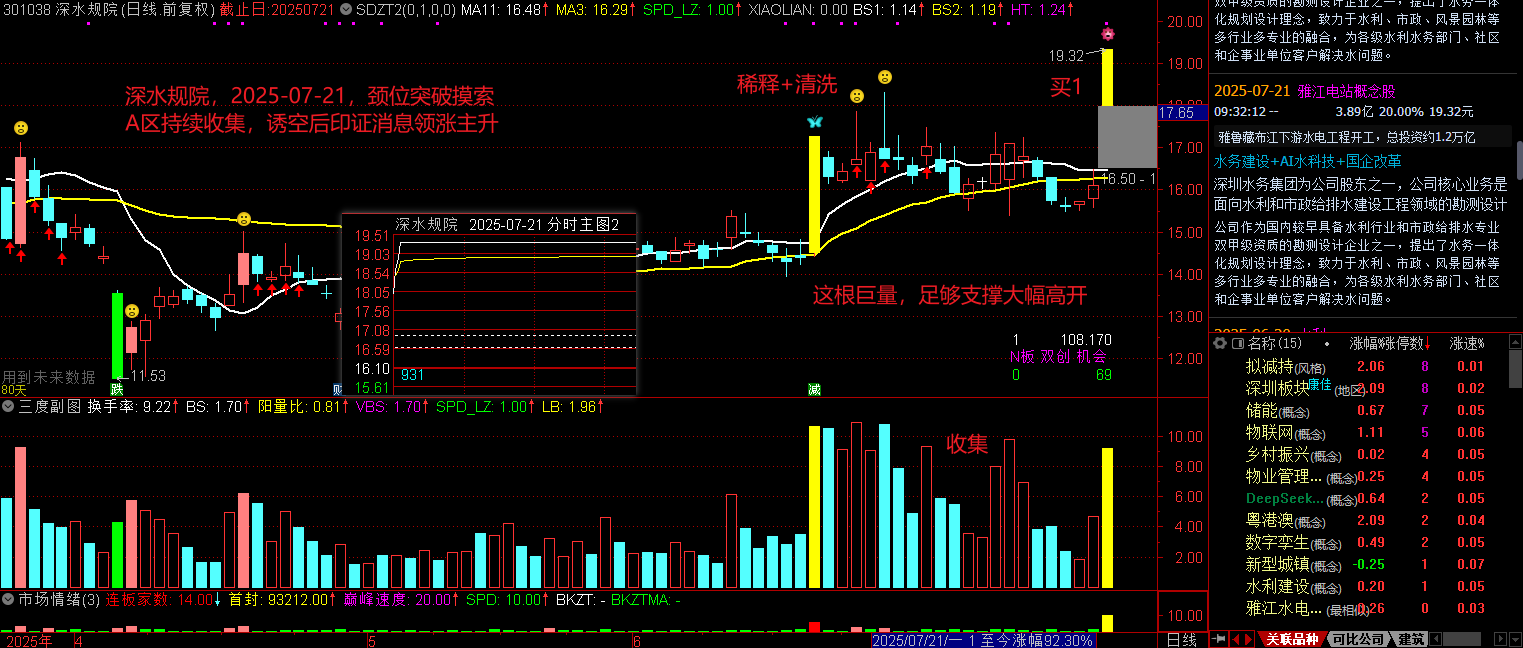 301038 深水规院(日线 前复权) 截止日:20250721 SDZT2(0,1,0,0) MA11: 16.48↑ MA3: 16.29↑ SPD_LZ: 1.00↑ XIAOLIAN: 0.00 BS1: 1.14↑ BS2: 1.19↑ HT: 1.24↑
深水规院，2025-07-21，颈位突破摸索
A区持续收集，诱空后印证消息领涨主升
稀释+清洗
19.32
买1
16.50 - 1
20.00
19.00
18.00
17.65
17.00
16.00
15.00
14.00
13.00
12.00
深水规院 2025-07-21 分时主图2
19.51
19.03
18.54
18.05
17.56
17.08
16.59
16.10
15.61
931
这根巨量，足够支撑大幅高开
1 108.170
N板 双创 机会
0 69
用到未来数据
80天
11.53
跌
财
减
三度副图 换手率: 9.22↑ BS: 1.70↑ 阳量比: 0.81↑ VBS: 1.70↑ SPD_LZ: 1.00↑ LB: 1.96↑
收集
10.00
8.00
6.00
4.00
2.00
市场情绪(3) 连板家数: 14.00↓ 首封: 93212.00↑ 巅峰速度: 20.00↑ SPD: 10.00↑ BKZT: - BKZTMA: -
10.00
2025年 4 5 6 2025/07/21/一 1 至今涨幅92.30% 日线
双甲级资质的勘测设计企业之一，提出了水务一体
化规划设计理念，致力于水利、市政、风景园林等
多行业多专业的融合，为各级水利水务部门、社区
和企事业单位客户解决水问题。
2025-07-21 雅江电站概念股
09:32:12 -- 3.89亿 20.00% 19.32元
雅鲁藏布江下游水电工程开工，总投资约1.2万亿
水务建设+AI水科技+国企改革
深圳水务集团为公司股东之一，公司核心业务是
面向水利和市政给排水建设工程领域的勘测设计
公司作为国内较早具备水利行业和市政给排水专业
双甲级资质的勘测设计企业之一，提出了水务一体
化规划设计理念，致力于水利、市政、风景园林等
多行业多专业的融合，为各级水利水务部门、社区
和企事业单位客户解决水问题。
2025-06-30 水利
名称(15) • 涨幅%涨停数↓ 涨速%
拟减持(风格) 2.06 8 0.01
深圳板块康佳(地区) 2.09 8 0.02
储能(概念) 0.67 7 0.05
物联网(概念) 1.11 5 0.06
乡村振兴(概念) 0.02 4 0.05
物业管理...(概念) 0.25 4 0.05
DeepSeek...(概念) 0.64 2 0.05
粤港澳(概念) 2.09 2 0.04
数字孪生(概念) 0.49 2 0.05
新型城镇(概念) -0.25 1 0.07
水利建设(概念) 0.20 1 0.05
雅江水电...(最相似) 0.26 0 0.03
关联品种 可比公司 建筑